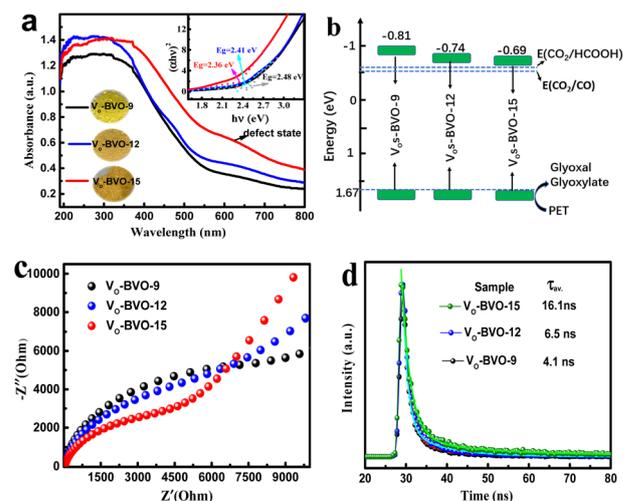 a
Absorbance (a.u.)
1.4
1.2
1.0
0.8
0.6
0.4
0.2
200 300 400 500 600 700 800
Wavelength (nm)
Vo-BVO-9
Vo-BVO-12
Vo-BVO-15
defect state
(αhν)²
12
8
4
0
1.8 2.4 3.0
hν (eV)
Eg=2.41 eV
Eg=2.36 eV
Eg=2.48 eV
b
Energy (eV)
-1
0
1
1.67
-0.81
-0.74
-0.69
Vos-BVO-9
Vos-BVO-12
Vos-BVO-15
E(CO₂/HCOOH)
E(CO₂/CO)
Glyoxal
Glyoxylate
PET
c
-Z''(Ohm)
10000
8000
6000
4000
2000
0
1500 3000 4500 6000 7500 9000
Z'(Ohm)
Vo-BVO-9
Vo-BVO-12
Vo-BVO-15
d
Intensity (a.u.)
Sample τav.
Vo-BVO-15 16.1ns
Vo-BVO-12 6.5 ns
Vo-BVO-9 4.1 ns
20 30 40 50 60 70 80
Time (ns)